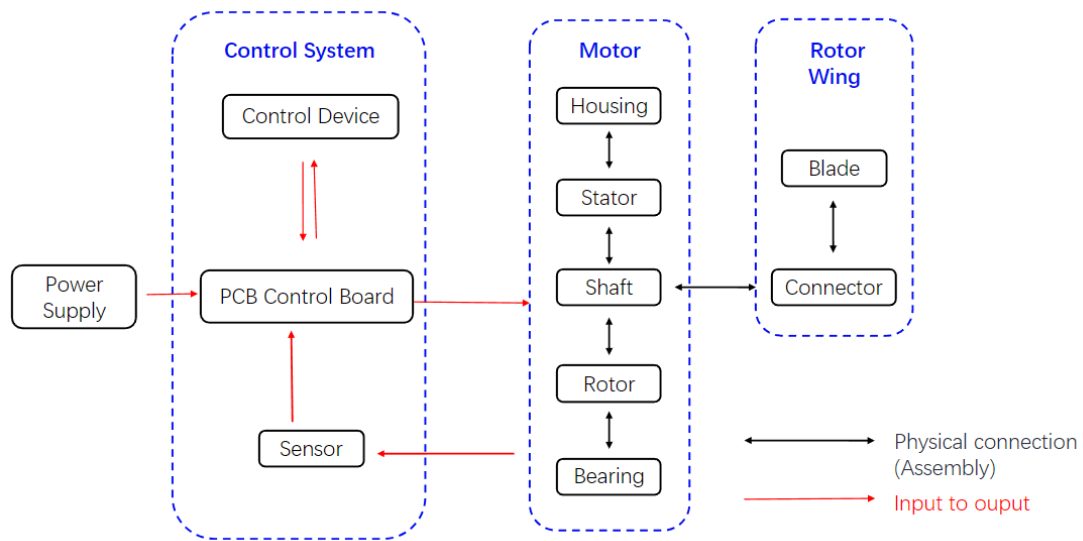 Control System
Control Device
Power
Supply
PCB Control Board
Sensor
Motor
Housing
Stator
Shaft
Rotor
Bearing
Rotor
Wing
Blade
Connector
Physical connection
(Assembly)
Input to ouput